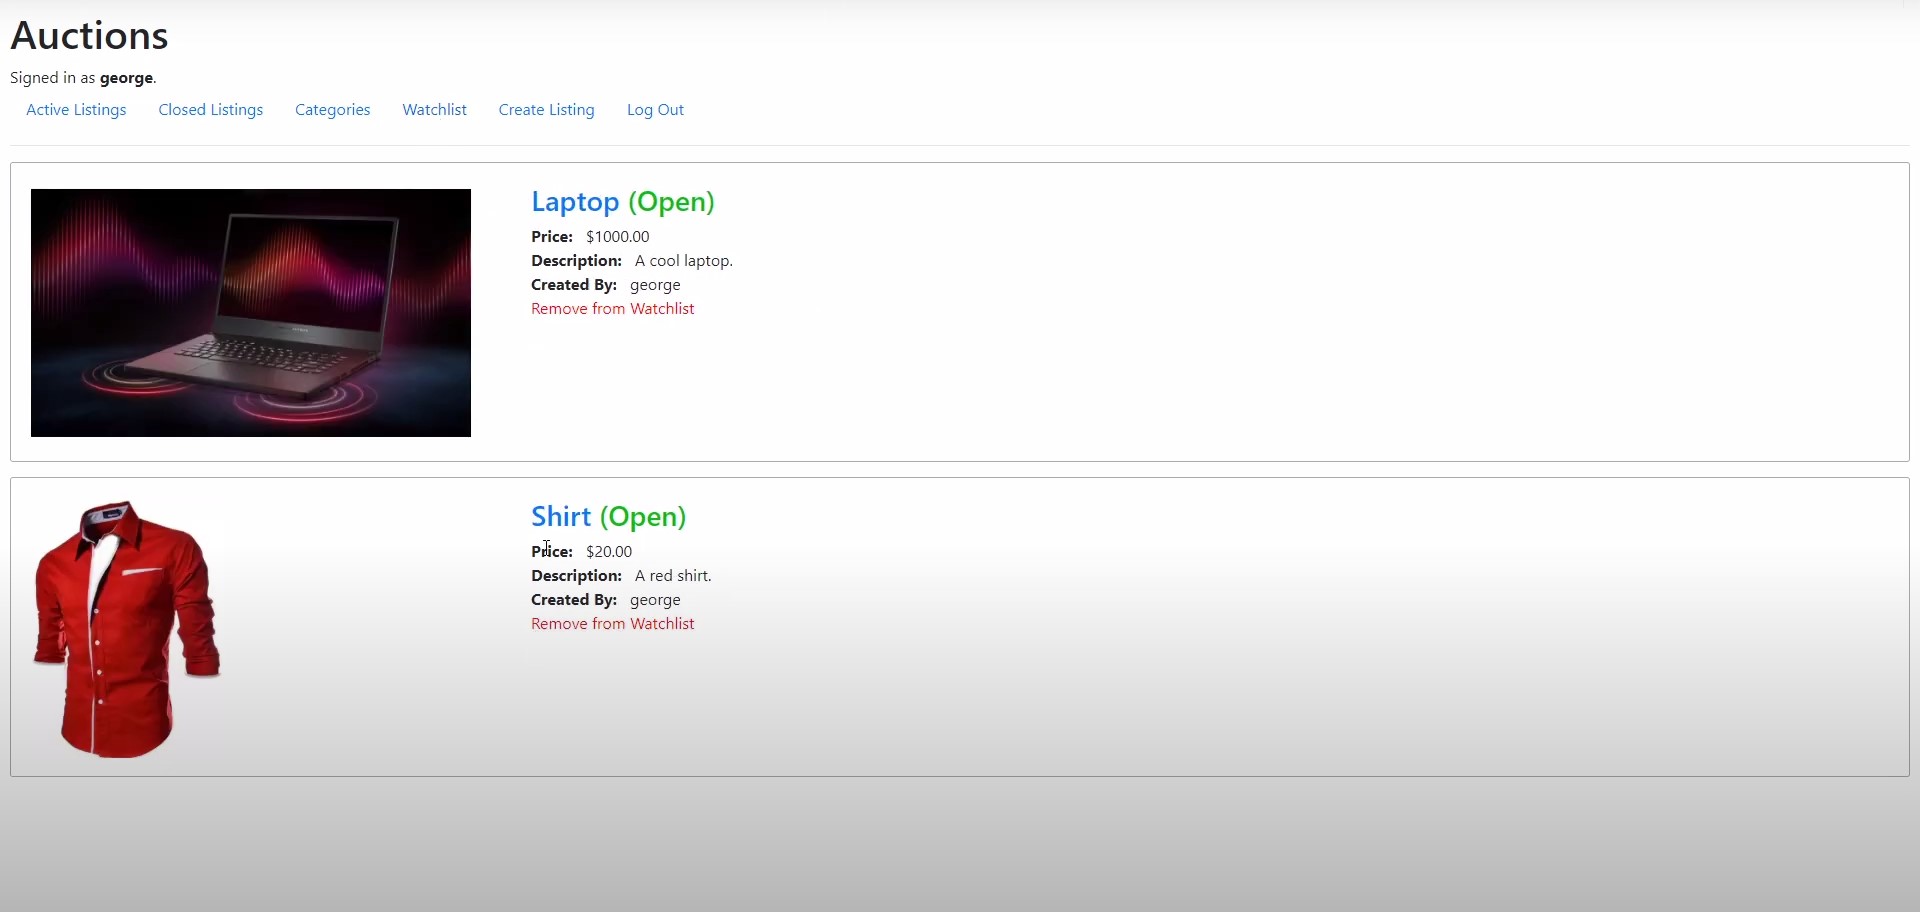 Auctions
Signed in as george.
Active Listings Closed Listings Categories Watchlist Create Listing Log Out
Laptop (Open)
Price: $1000.00
Description: A cool laptop.
Created By: george
Remove from Watchlist
Shirt (Open)
Price: $20.00
Description: A red shirt.
Created By: george
Remove from Watchlist